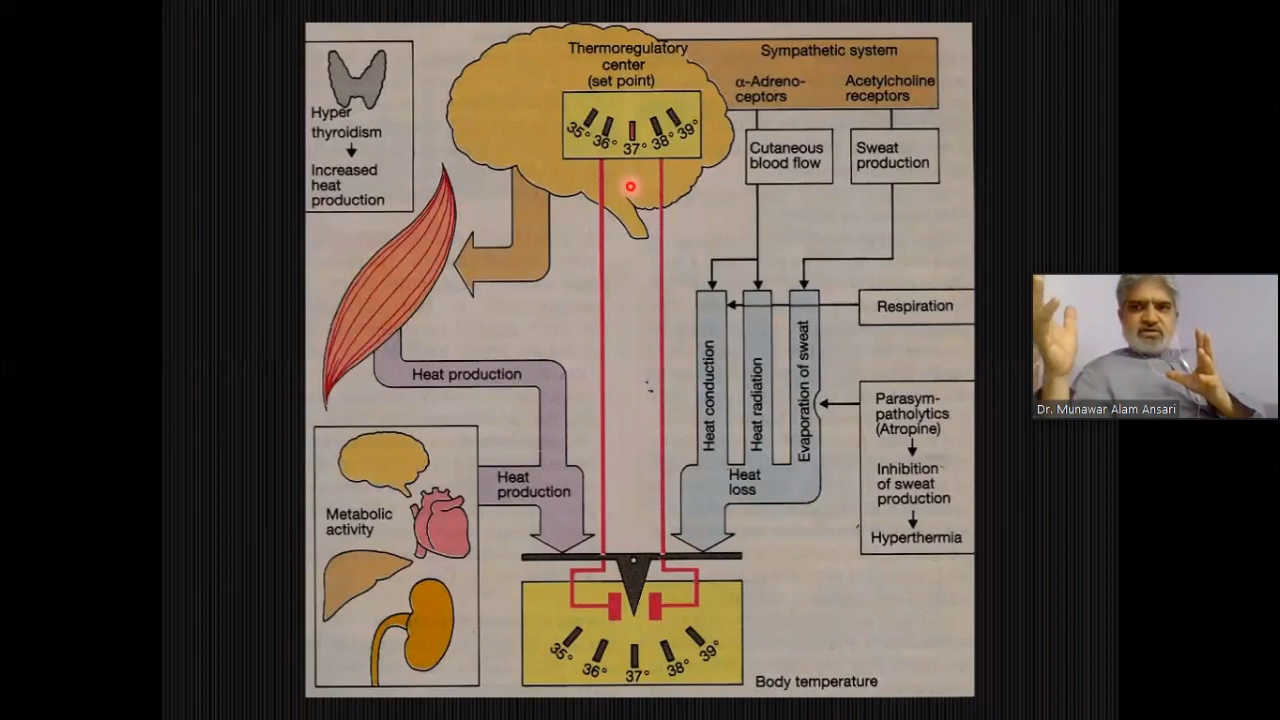 Thermoregulatory
center
(set point)
35° 36° 37° 38° 39°
Sympathetic system
α-Adreno-
ceptors
Acetylcholine
receptors
Cutaneous
blood flow
Sweat
production
Hyper
thyroidism
Increased
heat
production
Heat production
Heat
production
Metabolic
activity
Heat conduction
Heat radiation
Evaporation of sweat
Heat
loss
Respiration
Parasym-
patholytics
(Atropine)
Inhibition
of sweat
production
Hyperthermia
35° 36° 37° 38° 39°
Body temperature
Dr. Munawar Alam Ansari